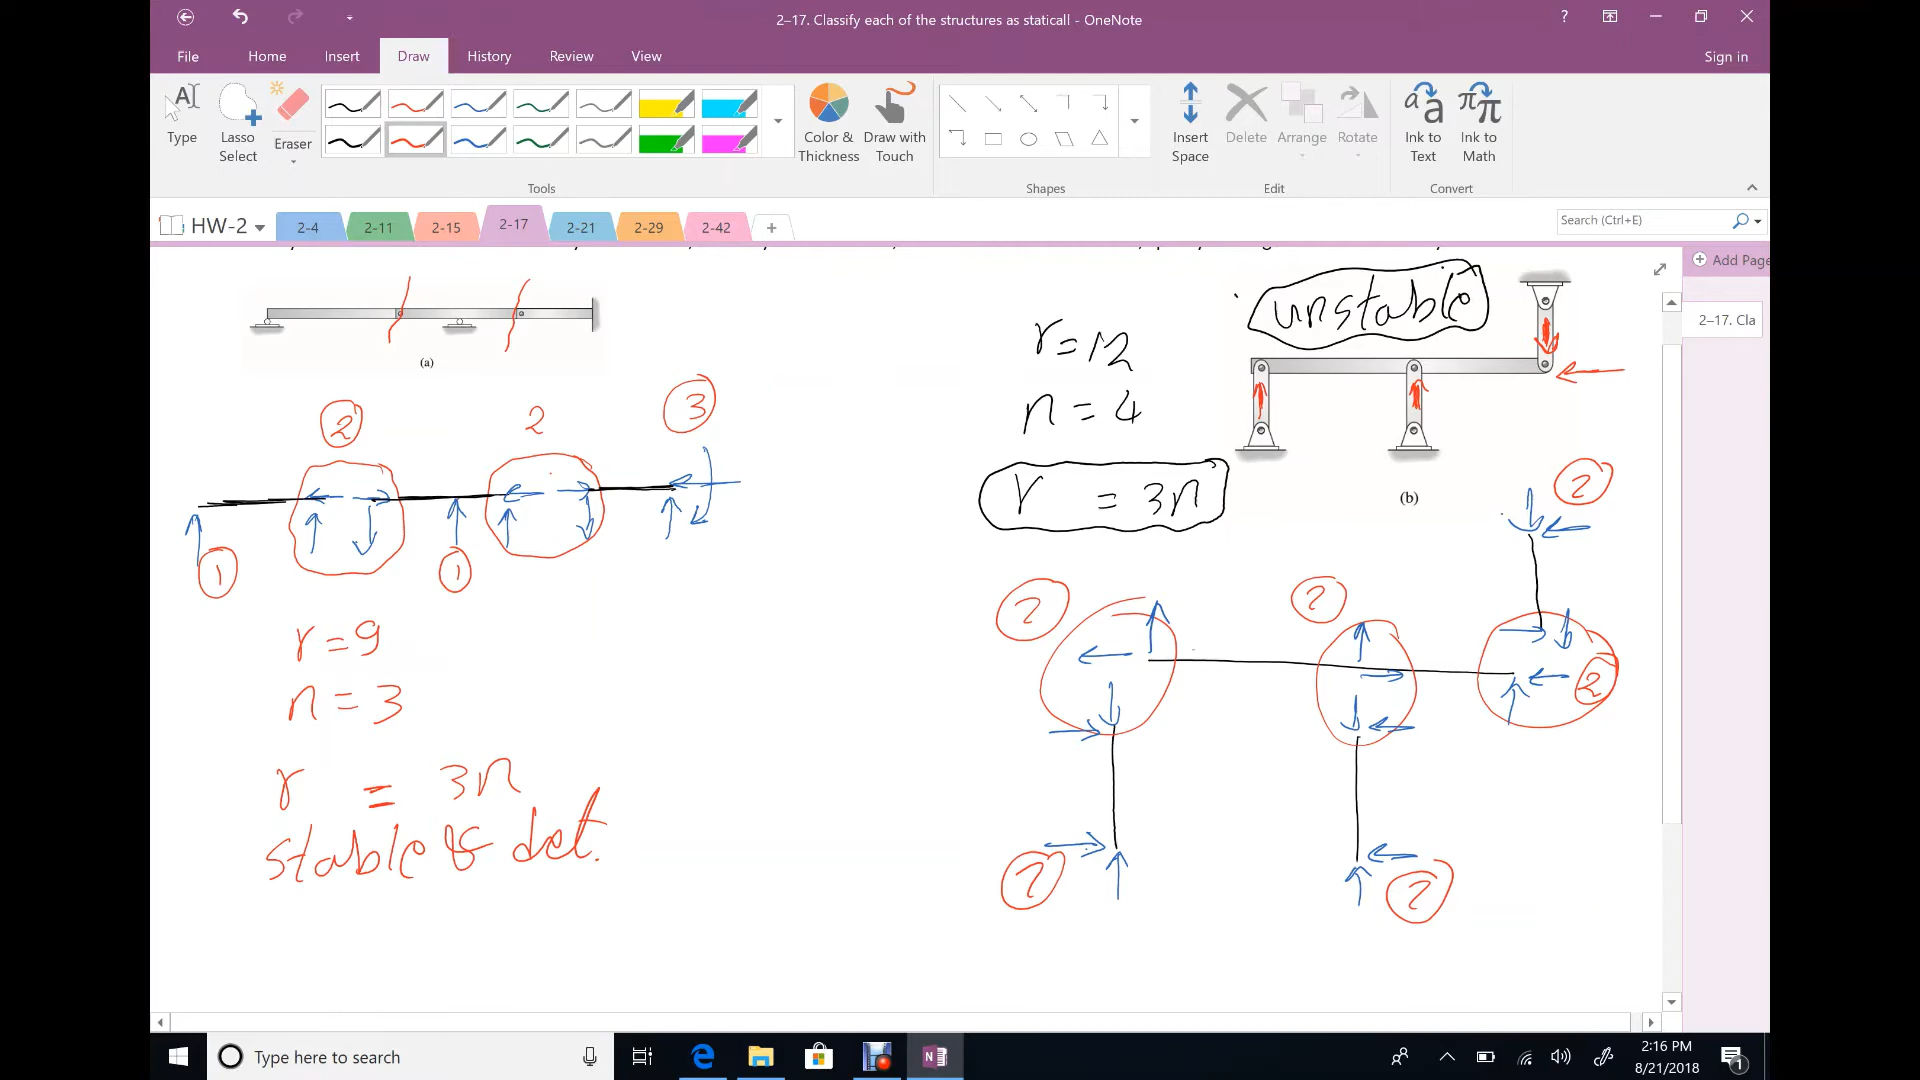 2–17. Classify each of the structures as staticall - OneNote
?
File
Home
Insert
Draw
History
Review
View
Sign in
Type
Lasso Select
Eraser
Color & Thickness
Draw with Touch
Insert Space
Delete
Arrange
Rotate
Ink to Text
Ink to Math
Tools
Shapes
Edit
Convert
HW-2
2-4
2-11
2-15
2-17
2-21
2-29
2-42
+
Search (Ctrl+E)
Add Page
2–17. Cla
(a)
2
2
3
1
1
r=9
n=3
r = 3n
stable & det.
unstable
r=12
n=4
r = 3n
(b)
2
2
2
2
2
2
Type here to search
2:16 PM
8/21/2018
1